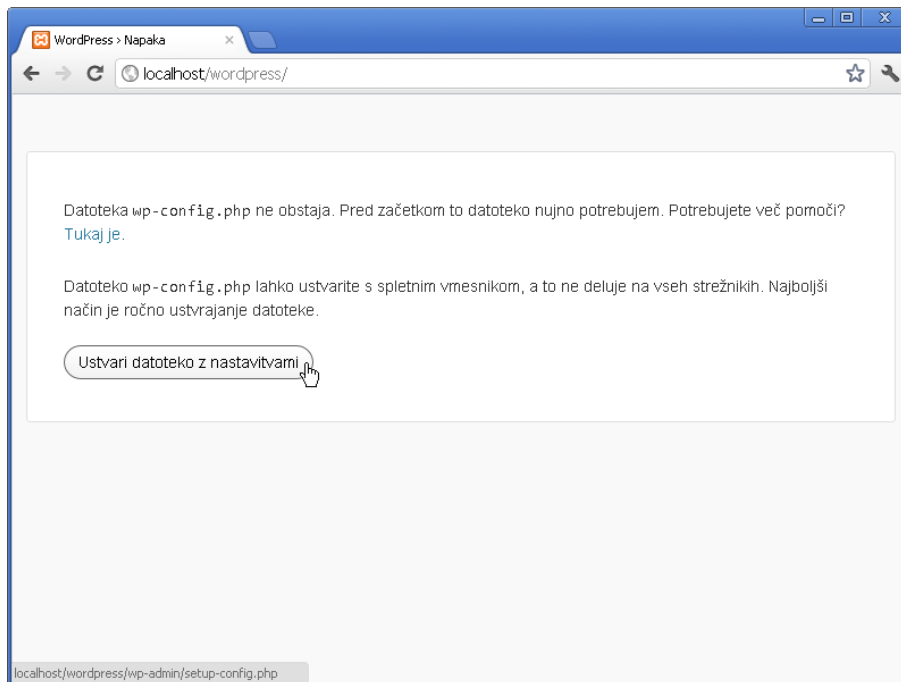 WordPress › Napaka
localhost/wordpress/
Datoteka wp-config.php ne obstaja. Pred začetkom to datoteko nujno potrebujem. Potrebujete več pomoči?
Tukaj je.
Datoteko wp-config.php lahko ustvarite s spletnim vmesnikom, a to ne deluje na vseh strežnikih. Najboljši
način je ročno ustvrajanje datoteke.
Ustvari datoteko z nastavitvami
localhost/wordpress/wp-admin/setup-config.php